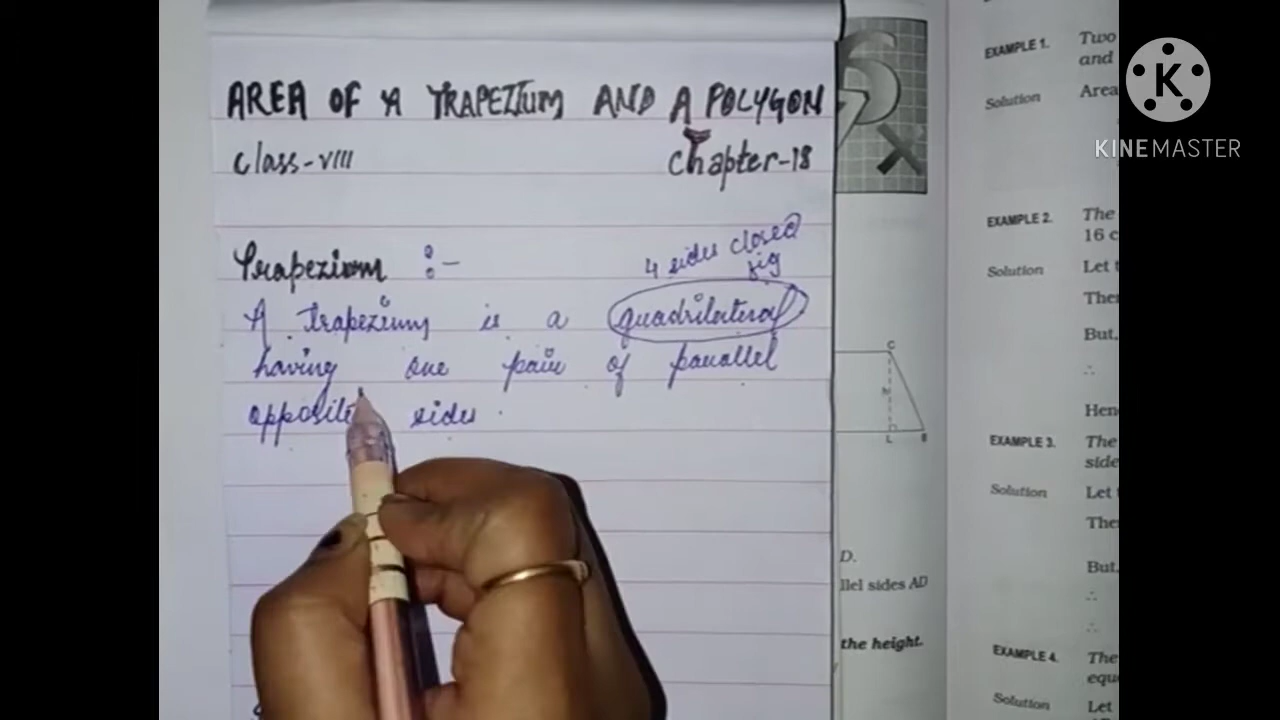 AREA OF A TRAPEZIUM AND A POLYGON
Class-VIII
Chapter-18
Trapezium :-
4 sides closed
fig
A trapezium is a quadrilateral
having one pair of parallel
opposite sides.
C
L
B
D.
llel sides AD
the height.
EXAMPLE 1.
Two
and
Solution
Area
EXAMPLE 2.
The
16 c
Solution
Let t
Ther
But,
∴
Hen
EXAMPLE 3.
The
side
Solution
Let t
Ther
But,
∴
∴
EXAMPLE 4.
The
equa
Solution
Let
K
KINEMASTER